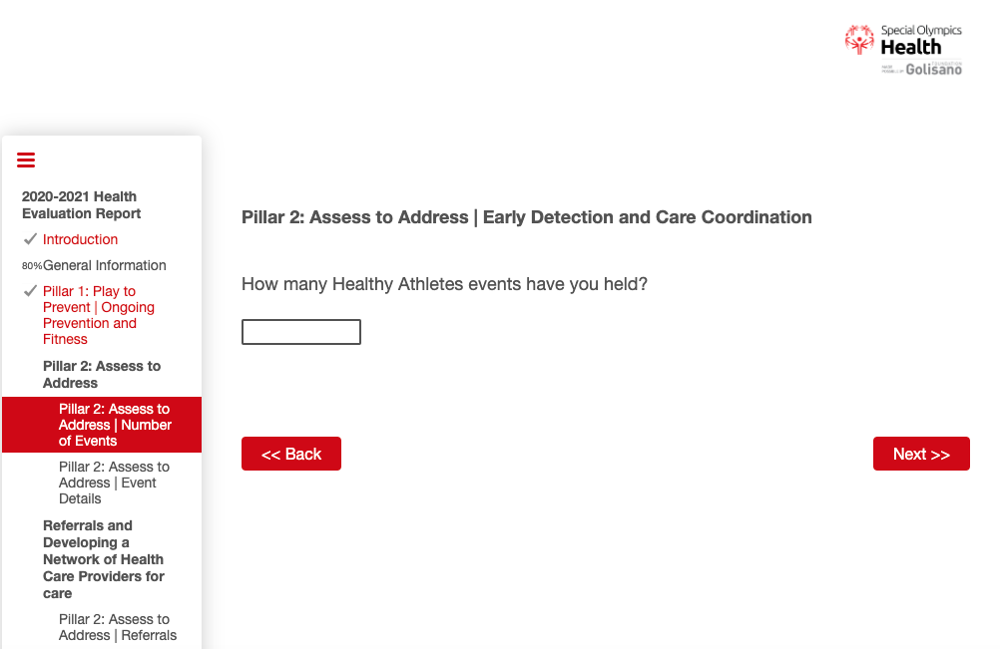 Special Olympics
Health
Golisano
2020-2021 Health
Evaluation Report
Introduction
80% General Information
Pillar 1: Play to
Prevent | Ongoing
Prevention and
Fitness
Pillar 2: Assess to
Address
Pillar 2: Assess to
Address | Number
of Events
Pillar 2: Assess to
Address | Event
Details
Referrals and
Developing a
Network of Health
Care Providers for
care
Pillar 2: Assess to
Address | Referrals
Pillar 2: Assess to Address | Early Detection and Care Coordination
How many Healthy Athletes events have you held?
<< Back
Next >>